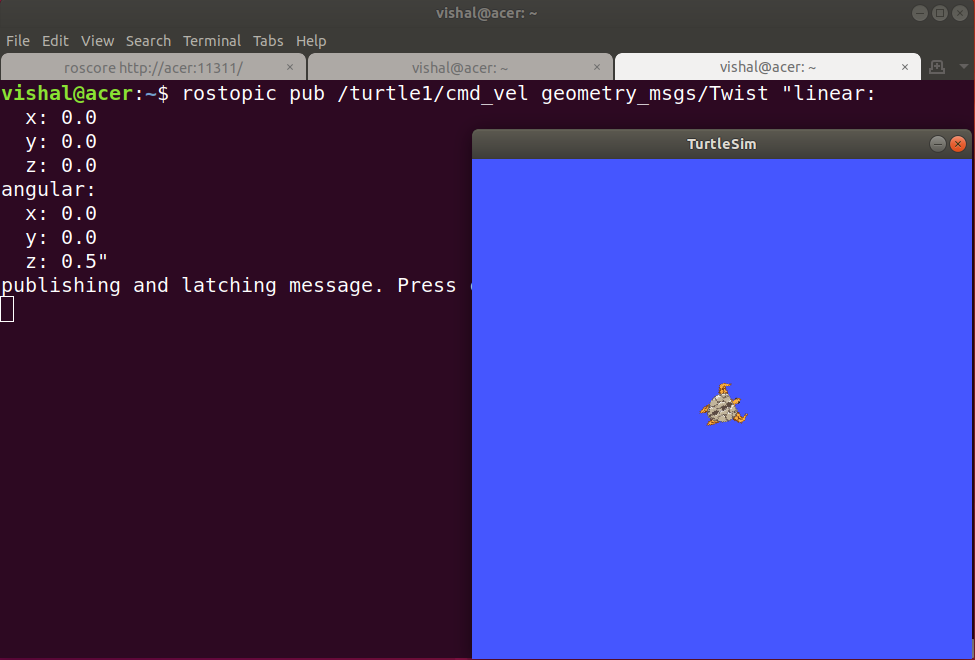 vishal@acer: ~
File Edit View Search Terminal Tabs Help
roscore http://acer:11311/ × vishal@acer: ~ × vishal@acer: ~ ×
vishal@acer:~$ rostopic pub /turtle1/cmd_vel geometry_msgs/Twist "linear:
x: 0.0
y: 0.0
z: 0.0
angular:
x: 0.0
y: 0.0
z: 0.5"
publishing and latching message. Press
TurtleSim